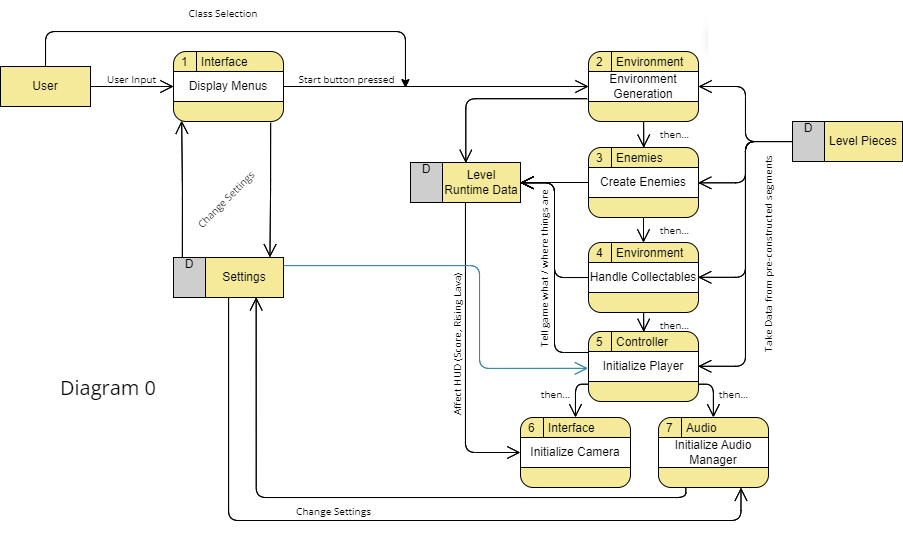 Class Selection
User
User Input
1 Interface
Display Menus
Start button pressed
2 Environment
Environment
Generation
then...
D
Level Pieces
3 Enemies
Create Enemies
D
Level
Runtime Data
then...
Change Settings
4 Environment
Handle Collectables
D
Settings
Tell game what / where things are
Take Data from pre-constructed segments
Affect HUD (Score, Rising Lava)
then...
5 Controller
Initialize Player
Diagram 0
then...
then...
6 Interface
Initialize Camera
7 Audio
Initialize Audio
Manager
Change Settings